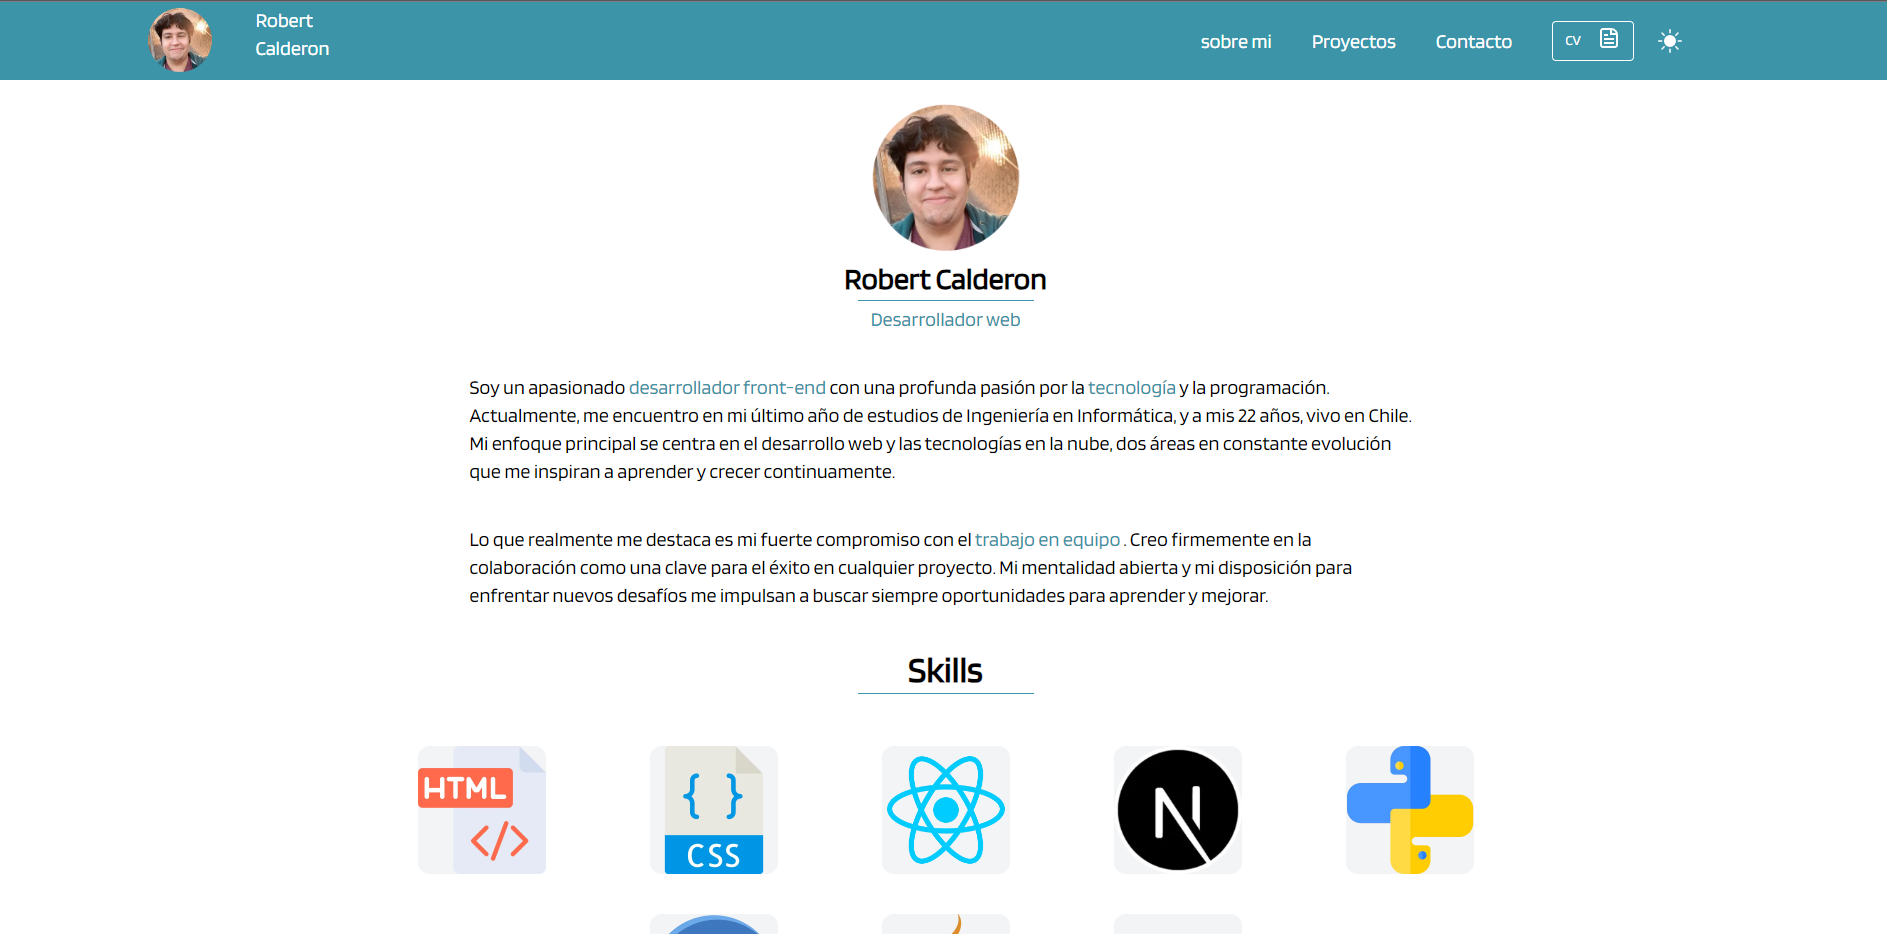 Robert
Calderon
sobre mi
Proyectos
Contacto
CV
Robert Calderon
Desarrollador web
Soy un apasionado desarrollador front-end con una profunda pasión por la tecnología y la programación.
Actualmente, me encuentro en mi último año de estudios de Ingeniería en Informática, y a mis 22 años, vivo en Chile.
Mi enfoque principal se centra en el desarrollo web y las tecnologías en la nube, dos áreas en constante evolución
que me inspiran a aprender y crecer continuamente.
Lo que realmente me destaca es mi fuerte compromiso con el trabajo en equipo . Creo firmemente en la
colaboración como una clave para el éxito en cualquier proyecto. Mi mentalidad abierta y mi disposición para
enfrentar nuevos desafíos me impulsan a buscar siempre oportunidades para aprender y mejorar.
Skills
HTML
</>
{ }
CSS
N